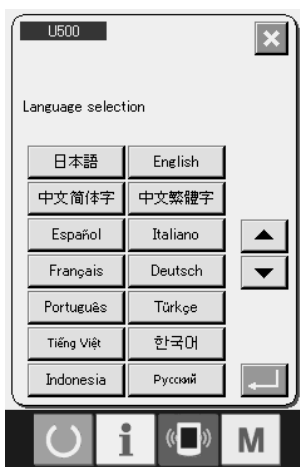 U500
Language selection
日本語 English
中文简体字 中文繁體字
Español Italiano
Français Deutsch
Português Türkçe
Tiếng Việt 한국어
Indonesia Русский
i M